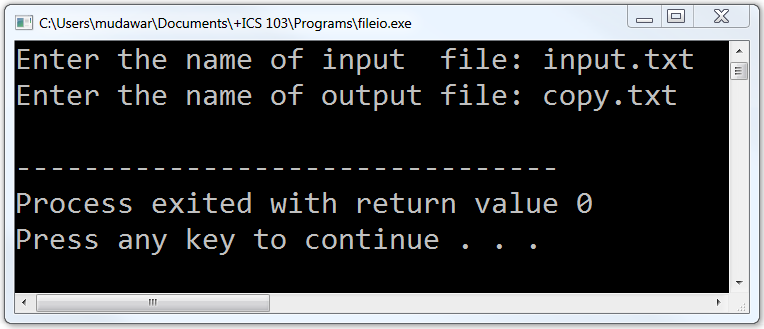 C:\Users\mudawar\Documents\+ICS 103\Programs\fileio.exe
Enter the name of input  file: input.txt
Enter the name of output file: copy.txt
--------------------------------
Process exited with return value 0
Press any key to continue . . .